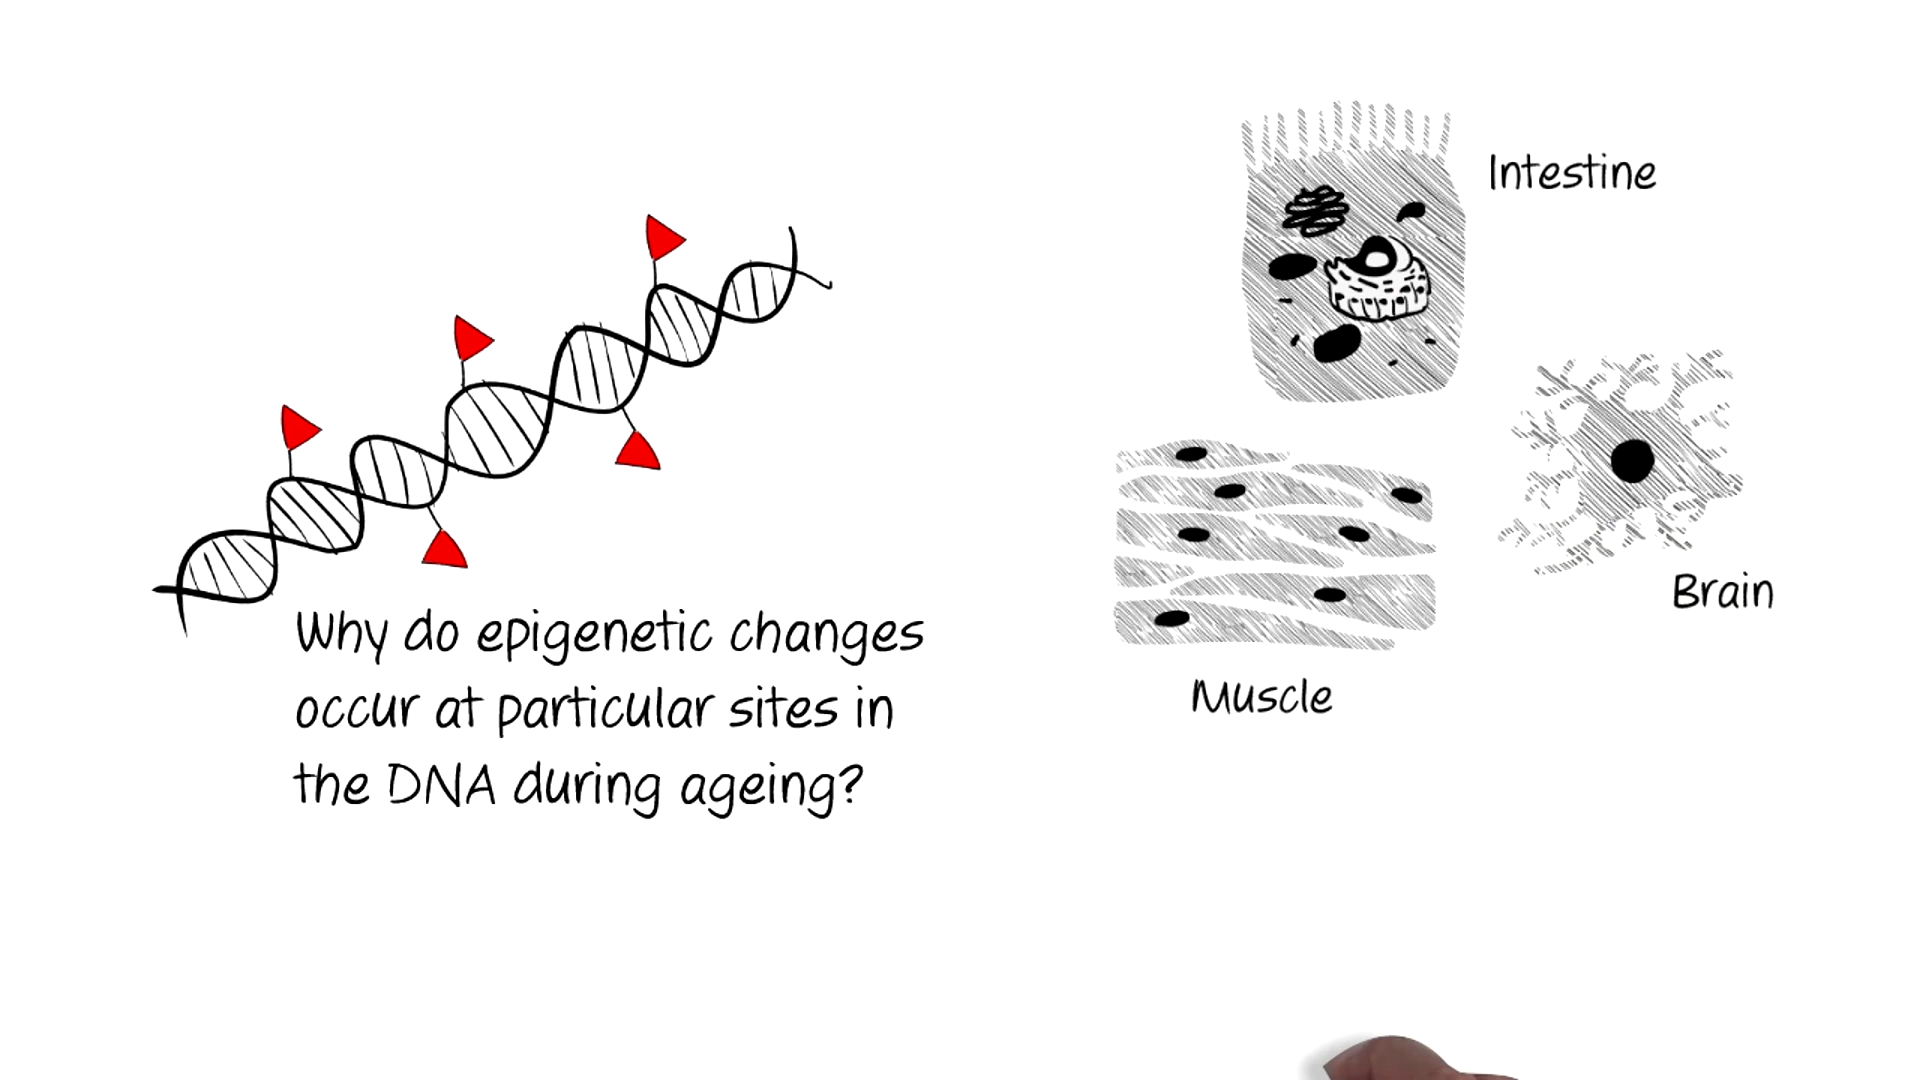 Why do epigenetic changes
occur at particular sites in
the DNA during ageing?
Intestine
Brain
Muscle